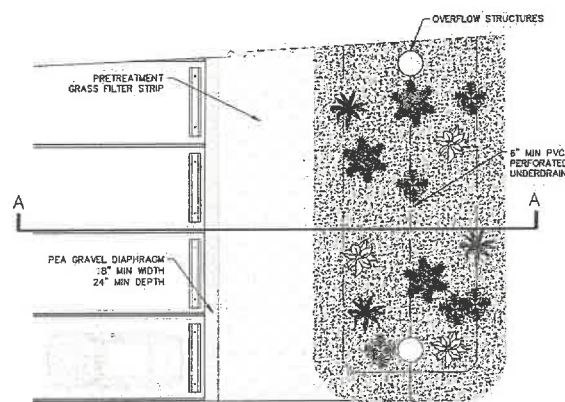 OVERFLOW STRUCTURES
PRETREATMENT
GRASS FILTER STRIP
6" MIN PVC
PERFORATED
UNDERDRAIN
A
A
PEA GRAVEL DIAPHRAGM
18" MIN WIDTH
24" MIN DEPTH